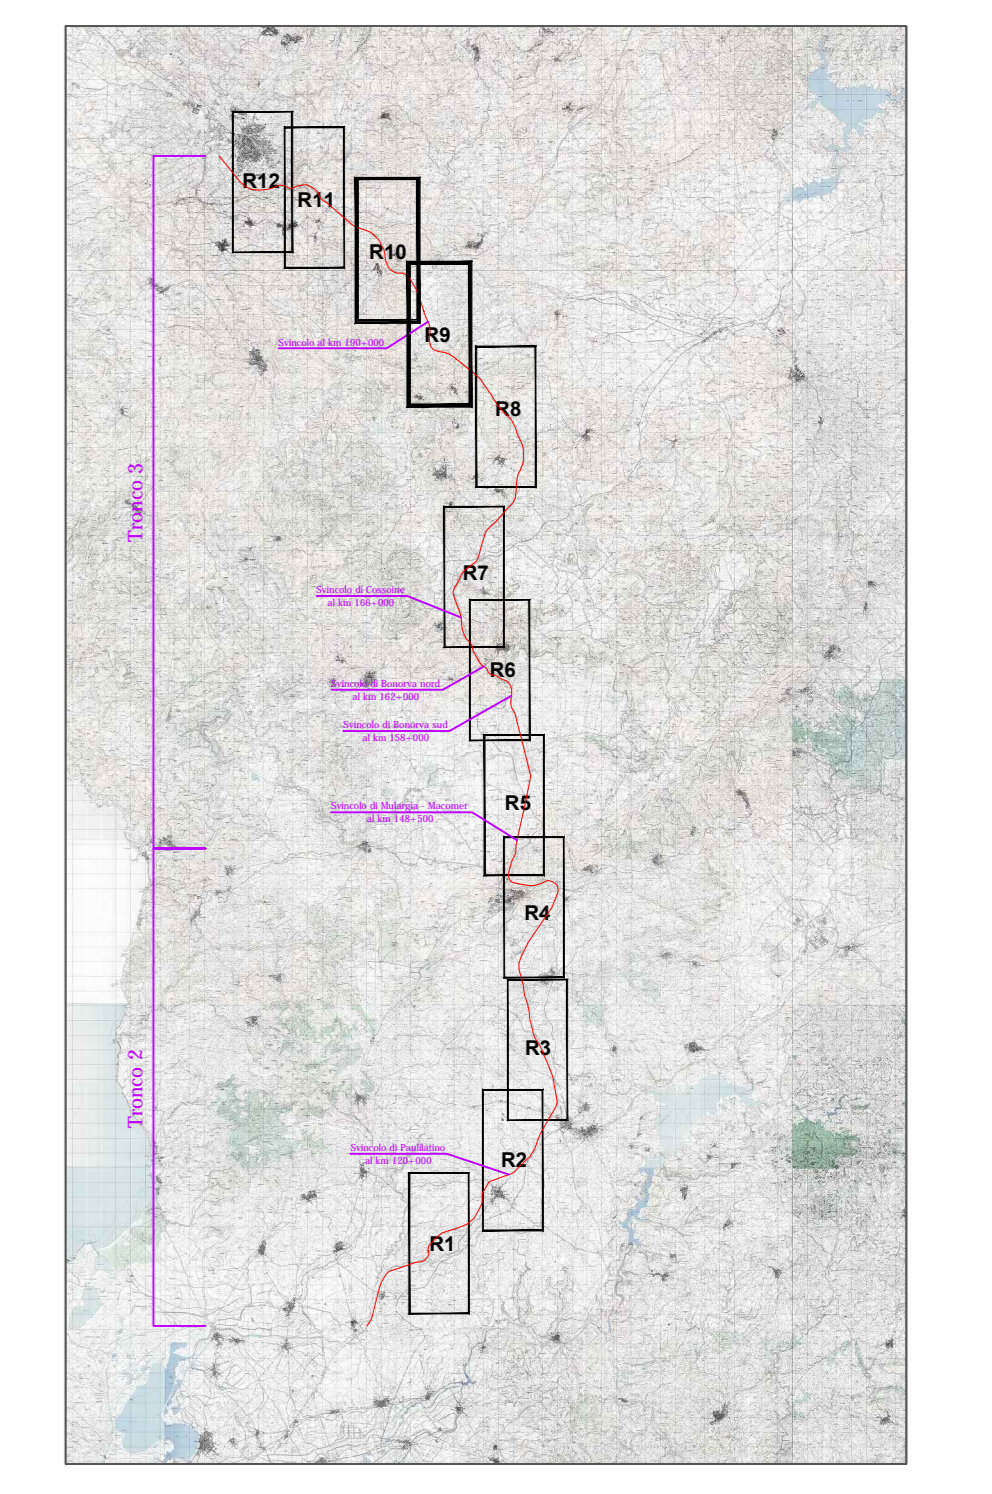 R12
R11
R10
Svincolo al km 190+000
R9
R8
Tronco 3
R7
Svincolo di Cossoine
al km 166+000
R6
Svincolo di Bonorva nord
al km 162+000
Svincolo di Bonorva sud
al km 158+000
R5
Svincolo di Mulargia - Macomer
al km 148+500
R4
R3
Tronco 2
Svincolo di Paulilatino
al km 120+000
R2
R1